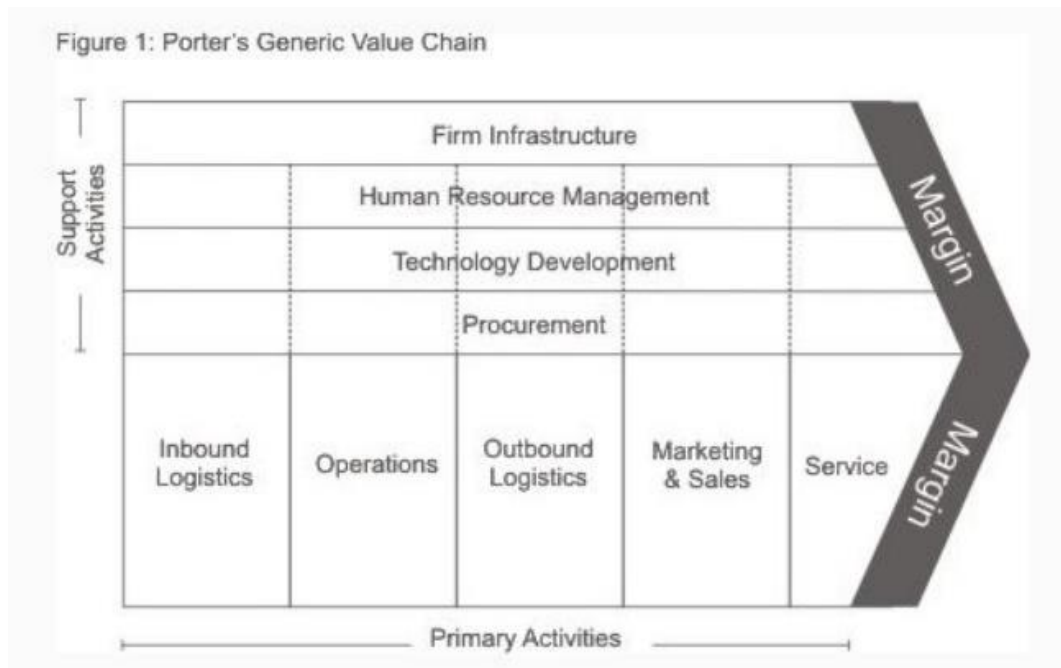 Figure 1: Porter's Generic Value Chain
Support
Activities
Firm Infrastructure
Human Resource Management
Technology Development
Procurement
Margin
Inbound
Logistics
Operations
Outbound
Logistics
Marketing
& Sales
Service
Margin
Primary Activities